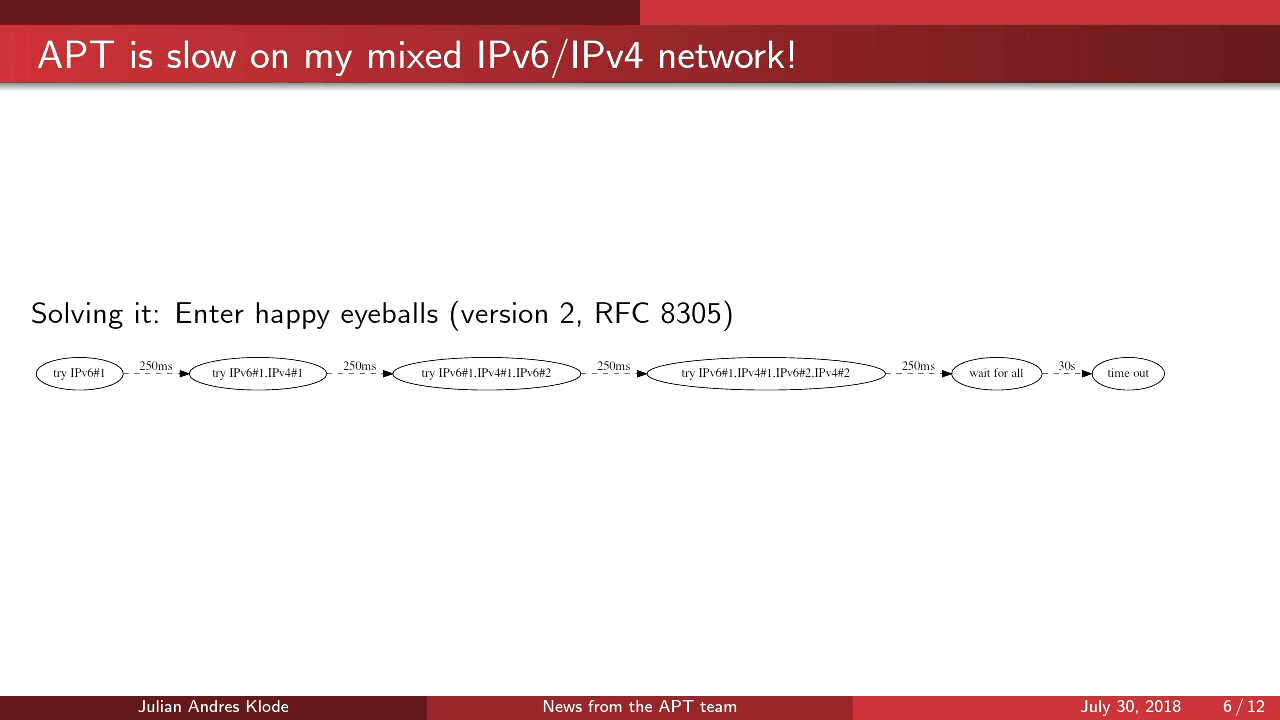 APT is slow on my mixed IPv6/IPv4 network!
Solving it: Enter happy eyeballs (version 2, RFC 8305)
try IPv6#1 250ms try IPv6#1,IPv4#1 250ms try IPv6#1,IPv4#1,IPv6#2 250ms try IPv6#1,IPv4#1,IPv6#2,IPv4#2 250ms wait for all 30s time out
Julian Andres Klode News from the APT team July 30, 2018 6 / 12